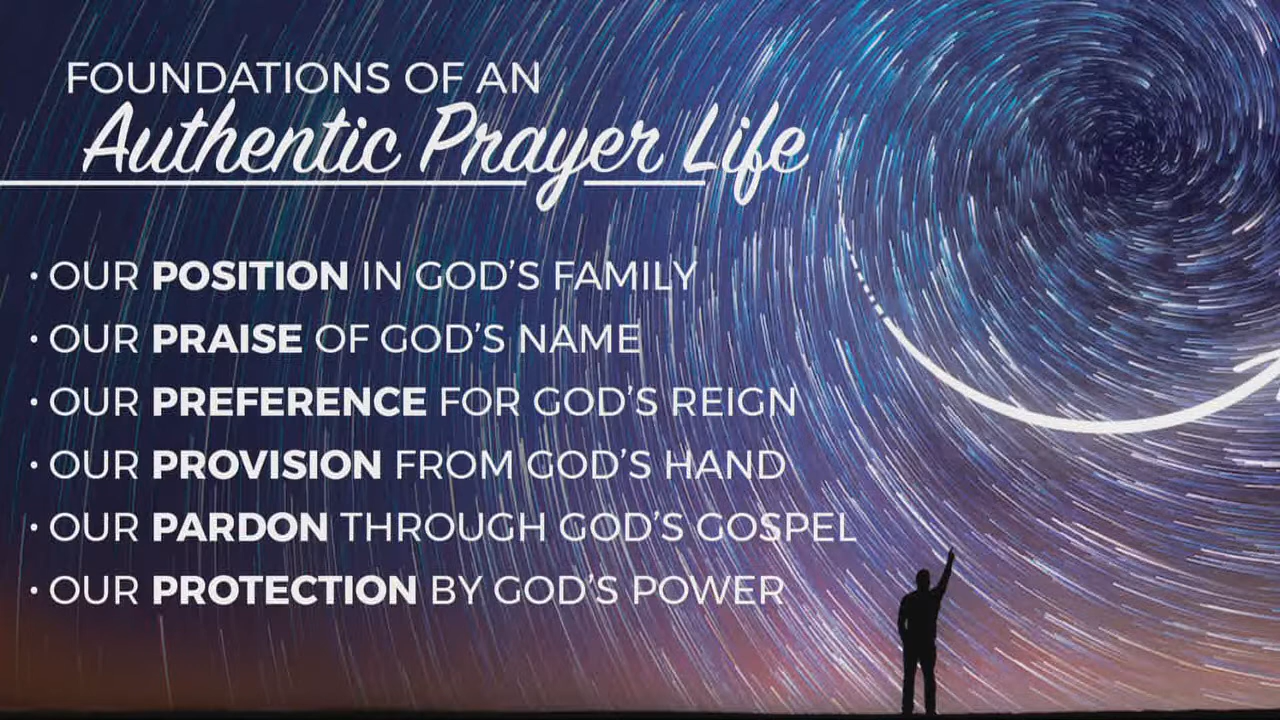 FOUNDATIONS OF AN
Authentic Prayer Life
• OUR POSITION IN GOD'S FAMILY
• OUR PRAISE OF GOD'S NAME
• OUR PREFERENCE FOR GOD'S REIGN
• OUR PROVISION FROM GOD'S HAND
• OUR PARDON THROUGH GOD'S GOSPEL
• OUR PROTECTION BY GOD'S POWER